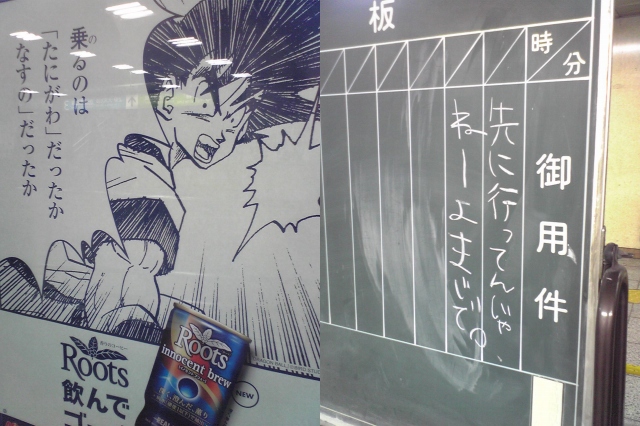 乗るのは
「たにがわ」だったか
なすの」だったか
Roots
飲んで
Roots
innocent brew
NEW
板
時
分
御用件
先に行ってんじゃ、
ねーよまじで。